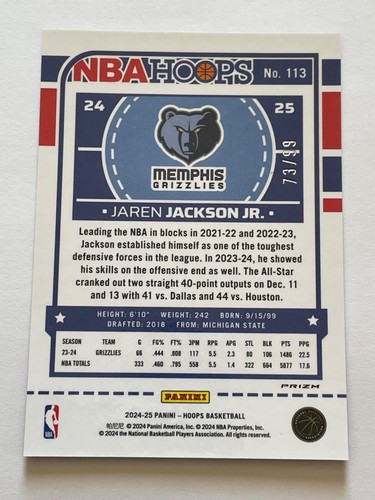 NBA HOOPS No. 113
24 25
MEMPHIS
GRIZZLIES
73/99
• JAREN JACKSON JR. •
Leading the NBA in blocks in 2021-22 and 2022-23,
Jackson established himself as one of the toughest
defensive forces in the league. In 2023-24, he showed
his skills on the offensive end as well. The All-Star
cranked out two straight 40-point outputs on Dec. 11
and 13 with 41 vs. Dallas and 44 vs. Houston.
HEIGHT: 6'10" WEIGHT: 242 BORN: 9/15/99
DRAFTED: 2018 FROM: MICHIGAN STATE
SEASON TEAM G FG% FT% 3PM RPG APG STL BLK PTS PPG
23-24 GRIZZLIES 66 .444 .808 117 5.5 2.3 80 106 1486 22.5
NBA TOTALS 333 .460 .795 558 5.5 1.4 322 664 5877 17.6
PANINI
PRIZM
2024-25 PANINI – HOOPS BASKETBALL
帕尼尼 © 2024 Panini America, Inc. © 2024 NBA Properties, Inc.
© 2024 the National Basketball Players Association. All rights reserved.
NBA